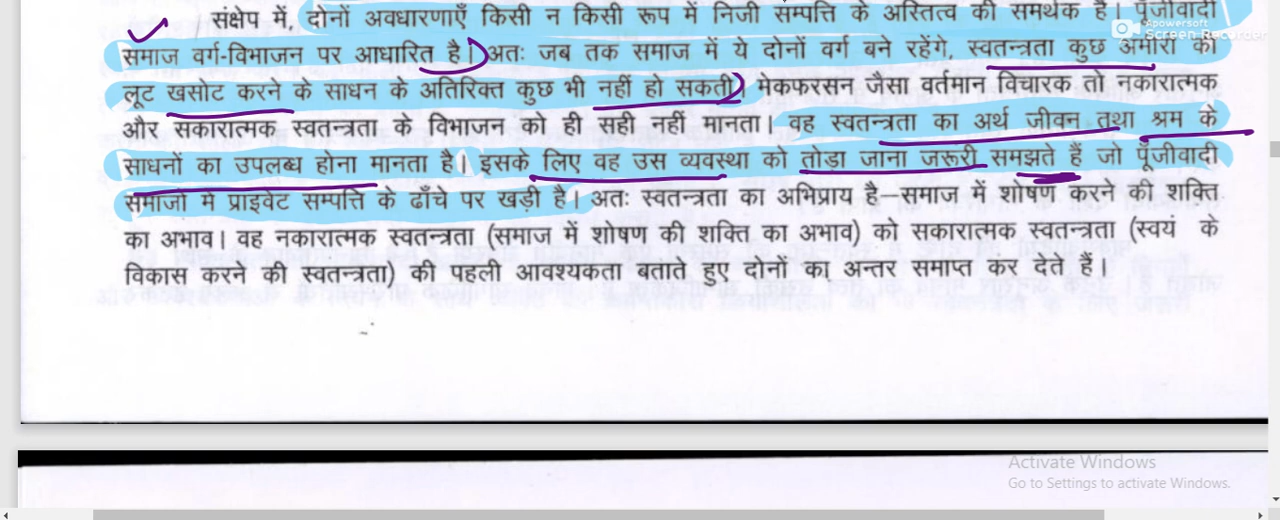 संक्षेप में, दोनों अवधारणाएँ किसी न किसी रूप में निजी सम्पत्ति के अस्तित्व की समर्थक है। पूंजीवादी
Apowersoft
Screen Recorder
समाज वर्ग-विभाजन पर आधारित है। अतः जब तक समाज में ये दोनों वर्ग बने रहेंगे, स्वतन्त्रता कुछ अमीरों की
लूट खसोट करने के साधन के अतिरिक्त कुछ भी नहीं हो सकती। मेकफरसन जैसा वर्तमान विचारक तो नकारात्मक
और सकारात्मक स्वतन्त्रता के विभाजन को ही सही नहीं मानता। वह स्वतन्त्रता का अर्थ जीवन तथा श्रम के
साधनों का उपलब्ध होना मानता है। इसके लिए वह उस व्यवस्था को तोडा जाना जरूरी समझते हैं जो पूंजीवादी
समाजों में प्राइवेट सम्पत्ति के ढाँचे पर खड़ी है। अतः स्वतन्त्रता का अभिप्राय है–समाज में शोषण करने की शक्ति
का अभाव। वह नकारात्मक स्वतन्त्रता (समाज में शोषण की शक्ति का अभाव) को सकारात्मक स्वतन्त्रता (स्वयं के
विकास करने की स्वतन्त्रता) की पहली आवश्यकता बताते हुए दोनों का अन्तर समाप्त कर देते हैं।
Activate Windows
Go to Settings to activate Windows.